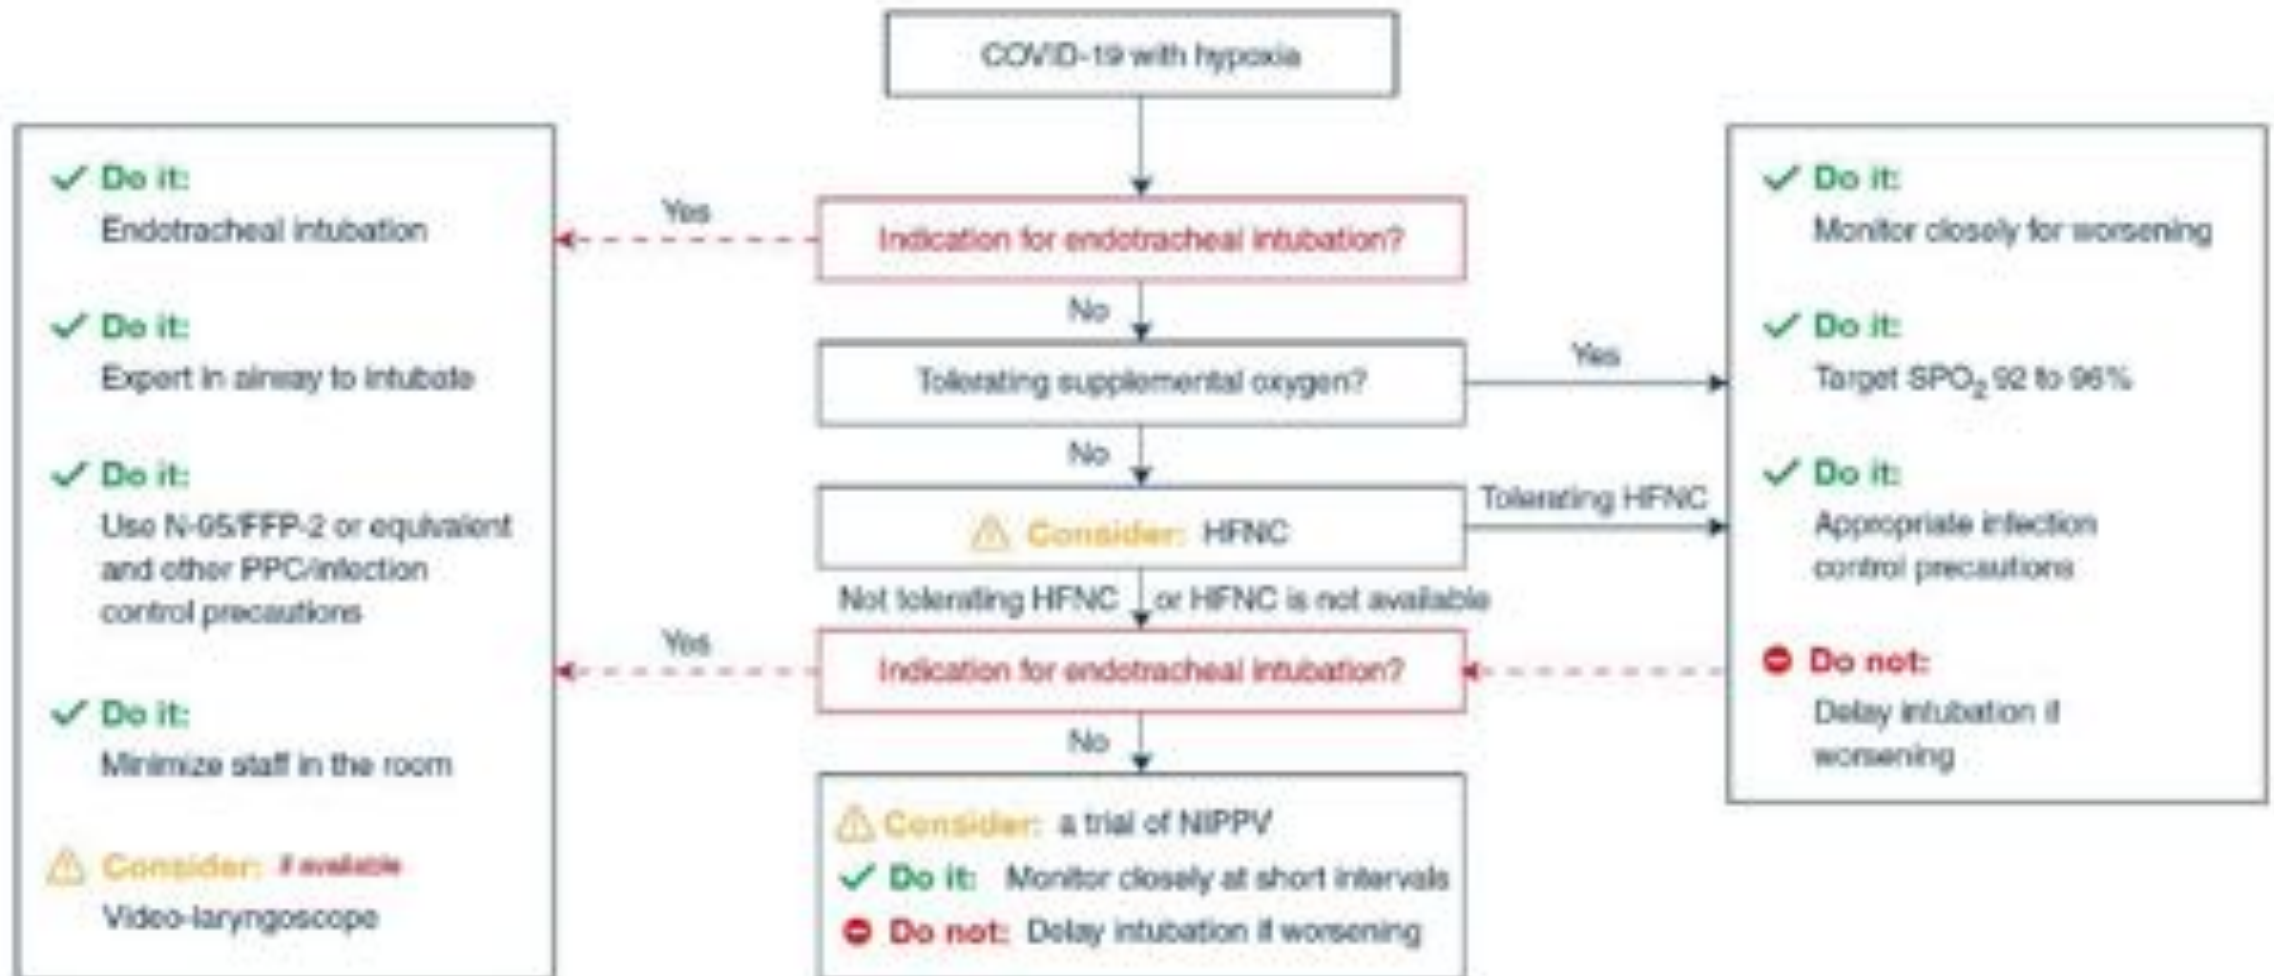 COVID-19 with hypoxia
Do it:
Endotracheal intubation
Do it:
Expert in airway to intubate
Do it:
Use N-95/FFP-2 or equivalent
and other PPC/infection
control precautions
Do it:
Minimize staff in the room
Consider: if available
Video-laryngoscope
Yes
Indication for endotracheal intubation?
No
Tolerating supplemental oxygen?
Yes
No
Consider: HFNC
Tolerating HFNC
Not tolerating HFNC or HFNC is not available
Yes
Indication for endotracheal intubation?
No
Consider: a trial of NIPPV
Do it: Monitor closely at short intervals
Do not: Delay intubation if worsening
Do it:
Monitor closely for worsening
Do it:
Target SPO₂ 92 to 96%
Do it:
Appropriate infection
control precautions
Do not:
Delay intubation if
worsening